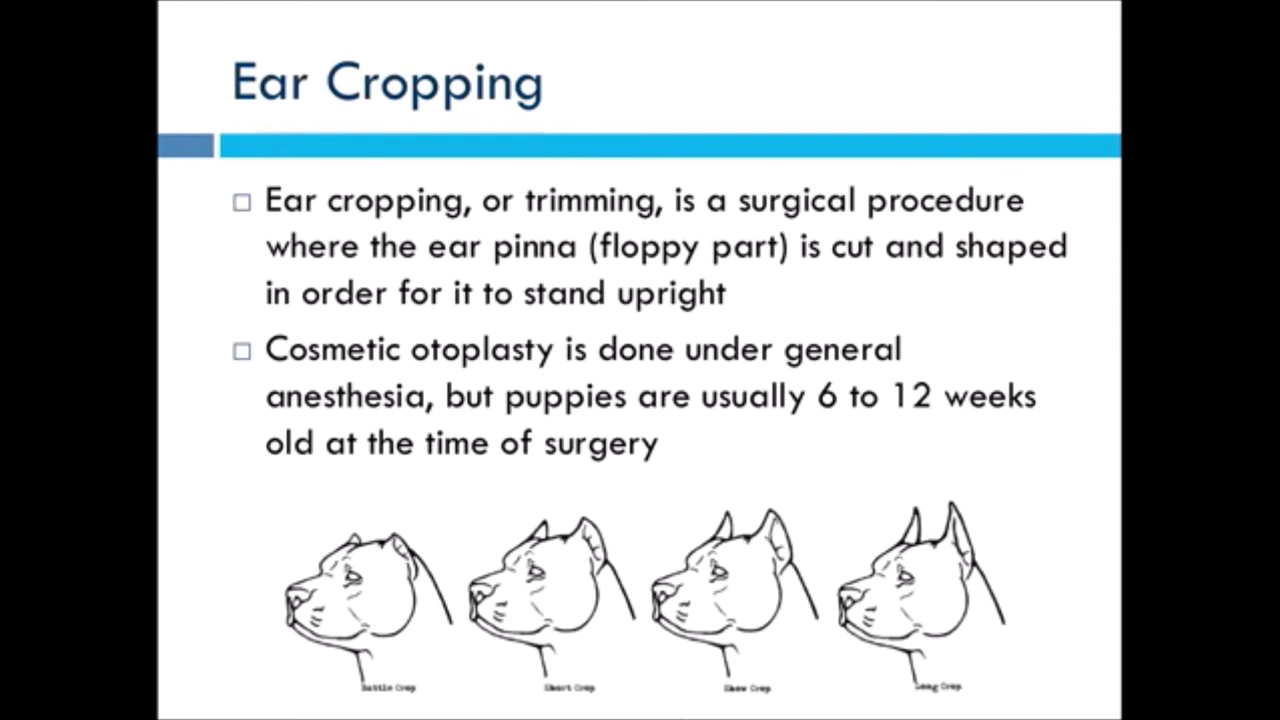 Ear Cropping
Ear cropping, or trimming, is a surgical procedure
where the ear pinna (floppy part) is cut and shaped
in order for it to stand upright
Cosmetic otoplasty is done under general
anesthesia, but puppies are usually 6 to 12 weeks
old at the time of surgery
Battle Crop Short Crop Show Crop Long Crop